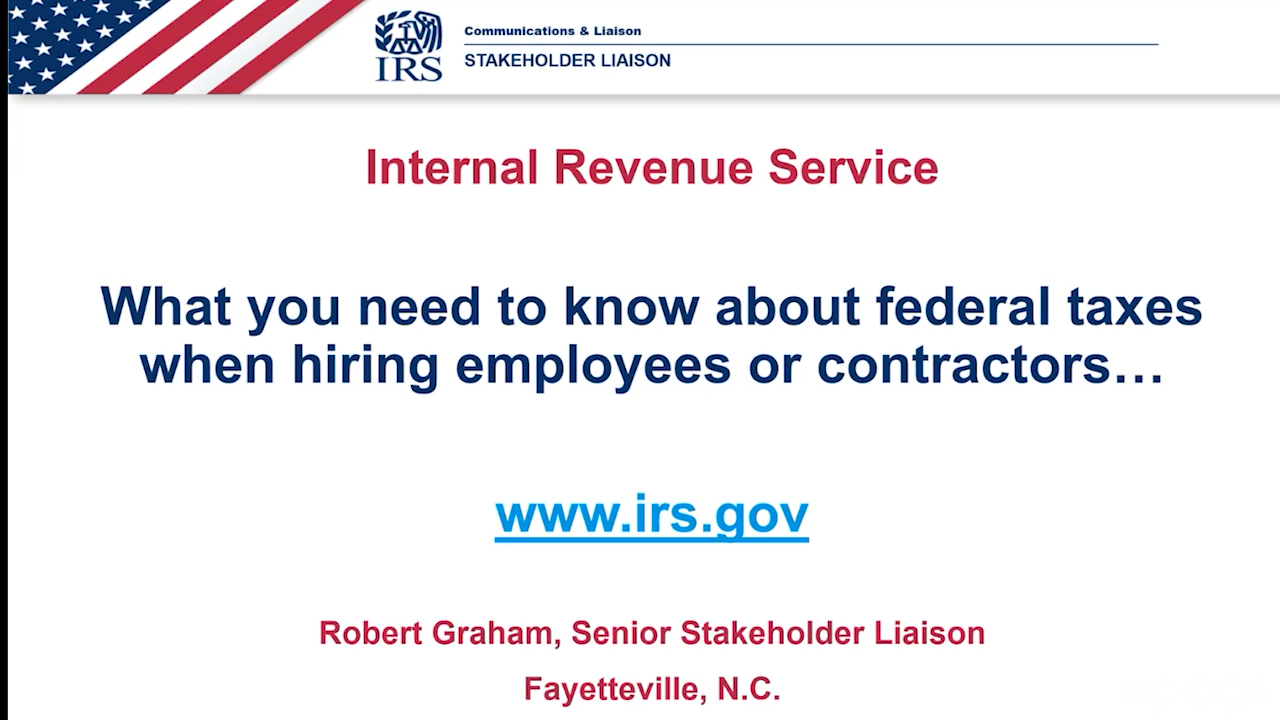 IRS
Communications & Liaison
STAKEHOLDER LIAISON
Internal Revenue Service
What you need to know about federal taxes
when hiring employees or contractors…
www.irs.gov
Robert Graham, Senior Stakeholder Liaison
Fayetteville, N.C.